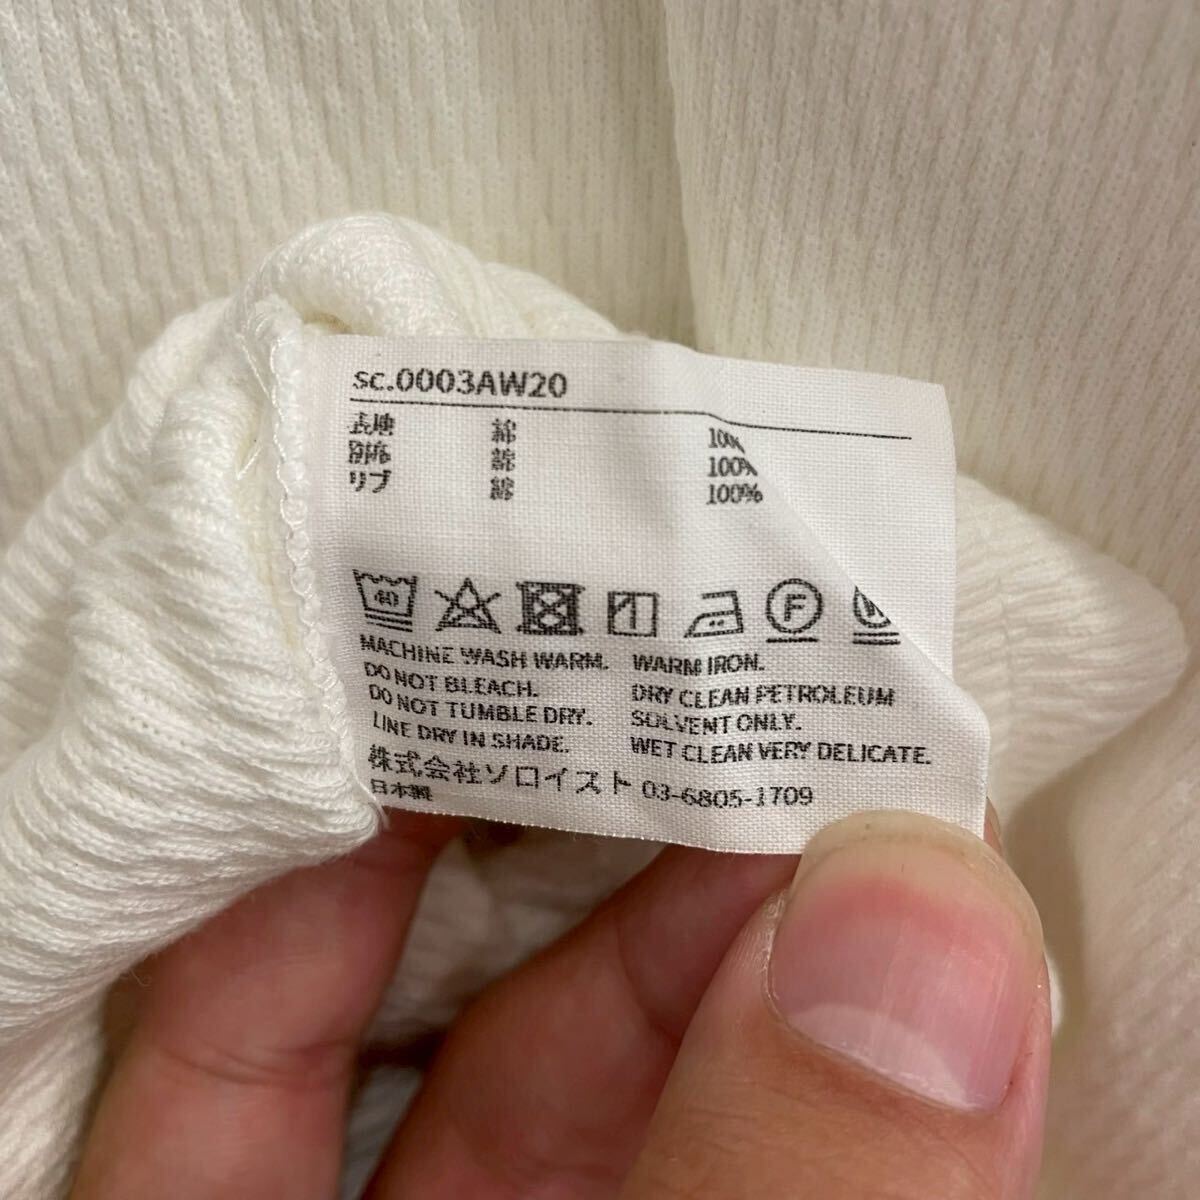 sc.0003AW20
表地 綿 100%
別布 綿 100%
リブ 綿 100%
40 F W
MACHINE WASH WARM. WARM IRON.
DO NOT BLEACH. DRY CLEAN PETROLEUM
DO NOT TUMBLE DRY. SOLVENT ONLY.
LINE DRY IN SHADE. WET CLEAN VERY DELICATE.
株式会社ソロイスト 03-6805-1709
日本製